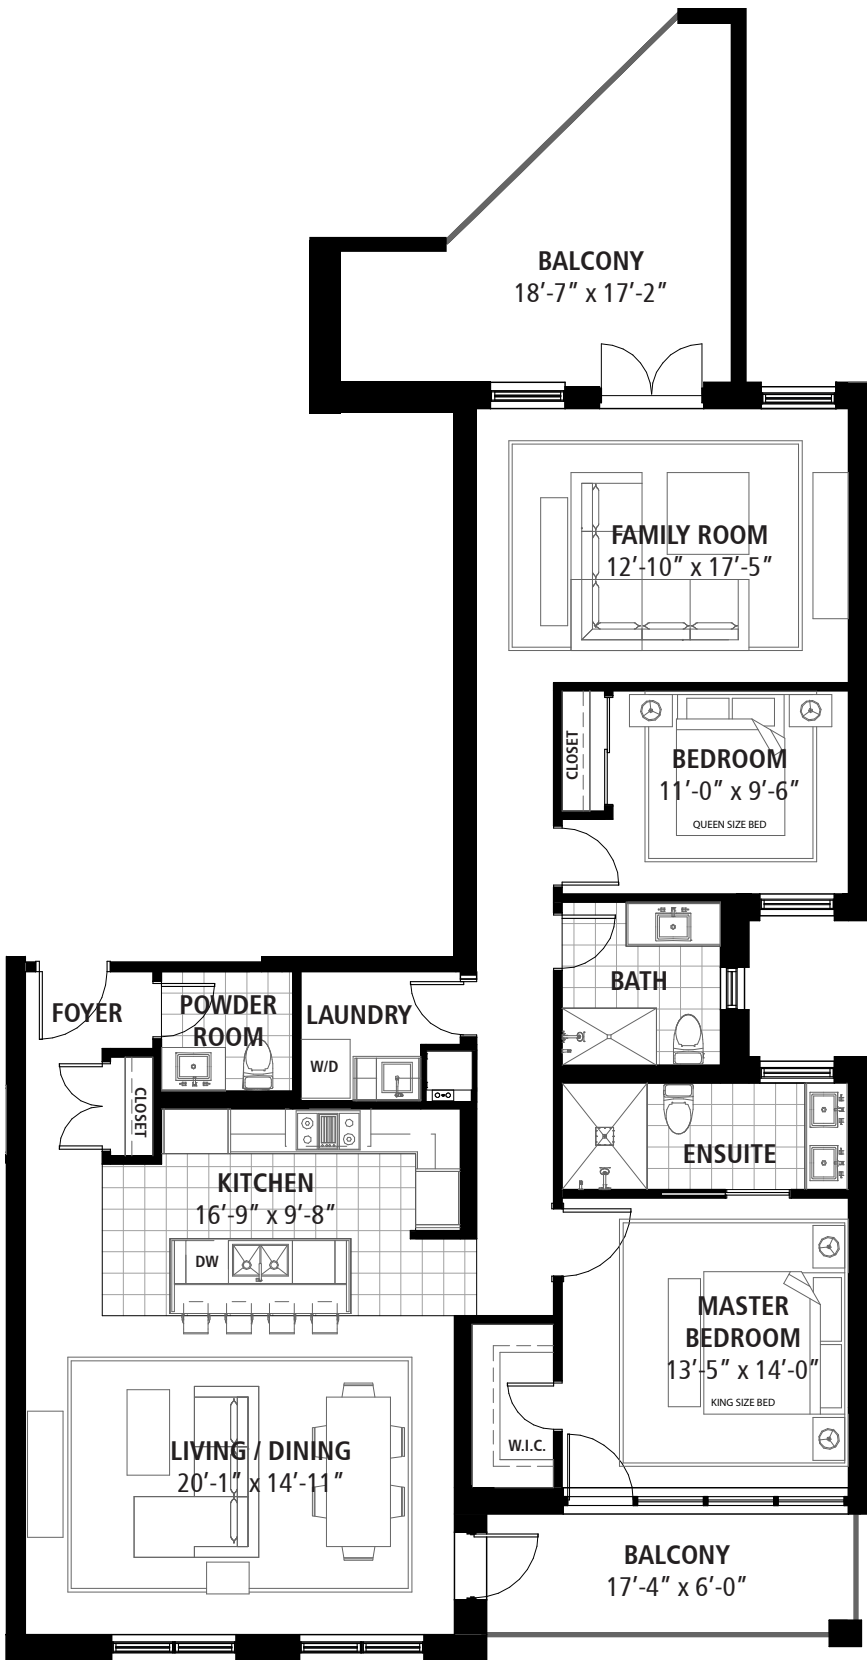 BALCONY
18’-7” x 17’-2”
FAMILY ROOM
12’-10” x 17’-5”
CLOSET
BEDROOM
11’-0” x 9’-6”
QUEEN SIZE BED
BATH
FOYER
POWDER
ROOM
LAUNDRY
W/D
CLOSET
ENSUITE
KITCHEN
16’-9” x 9’-8”
DW
MASTER
BEDROOM
13’-5” x 14’-0”
KING SIZE BED
W.I.C.
LIVING / DINING
20’-1” x 14’-11”
BALCONY
17’-4” x 6’-0”